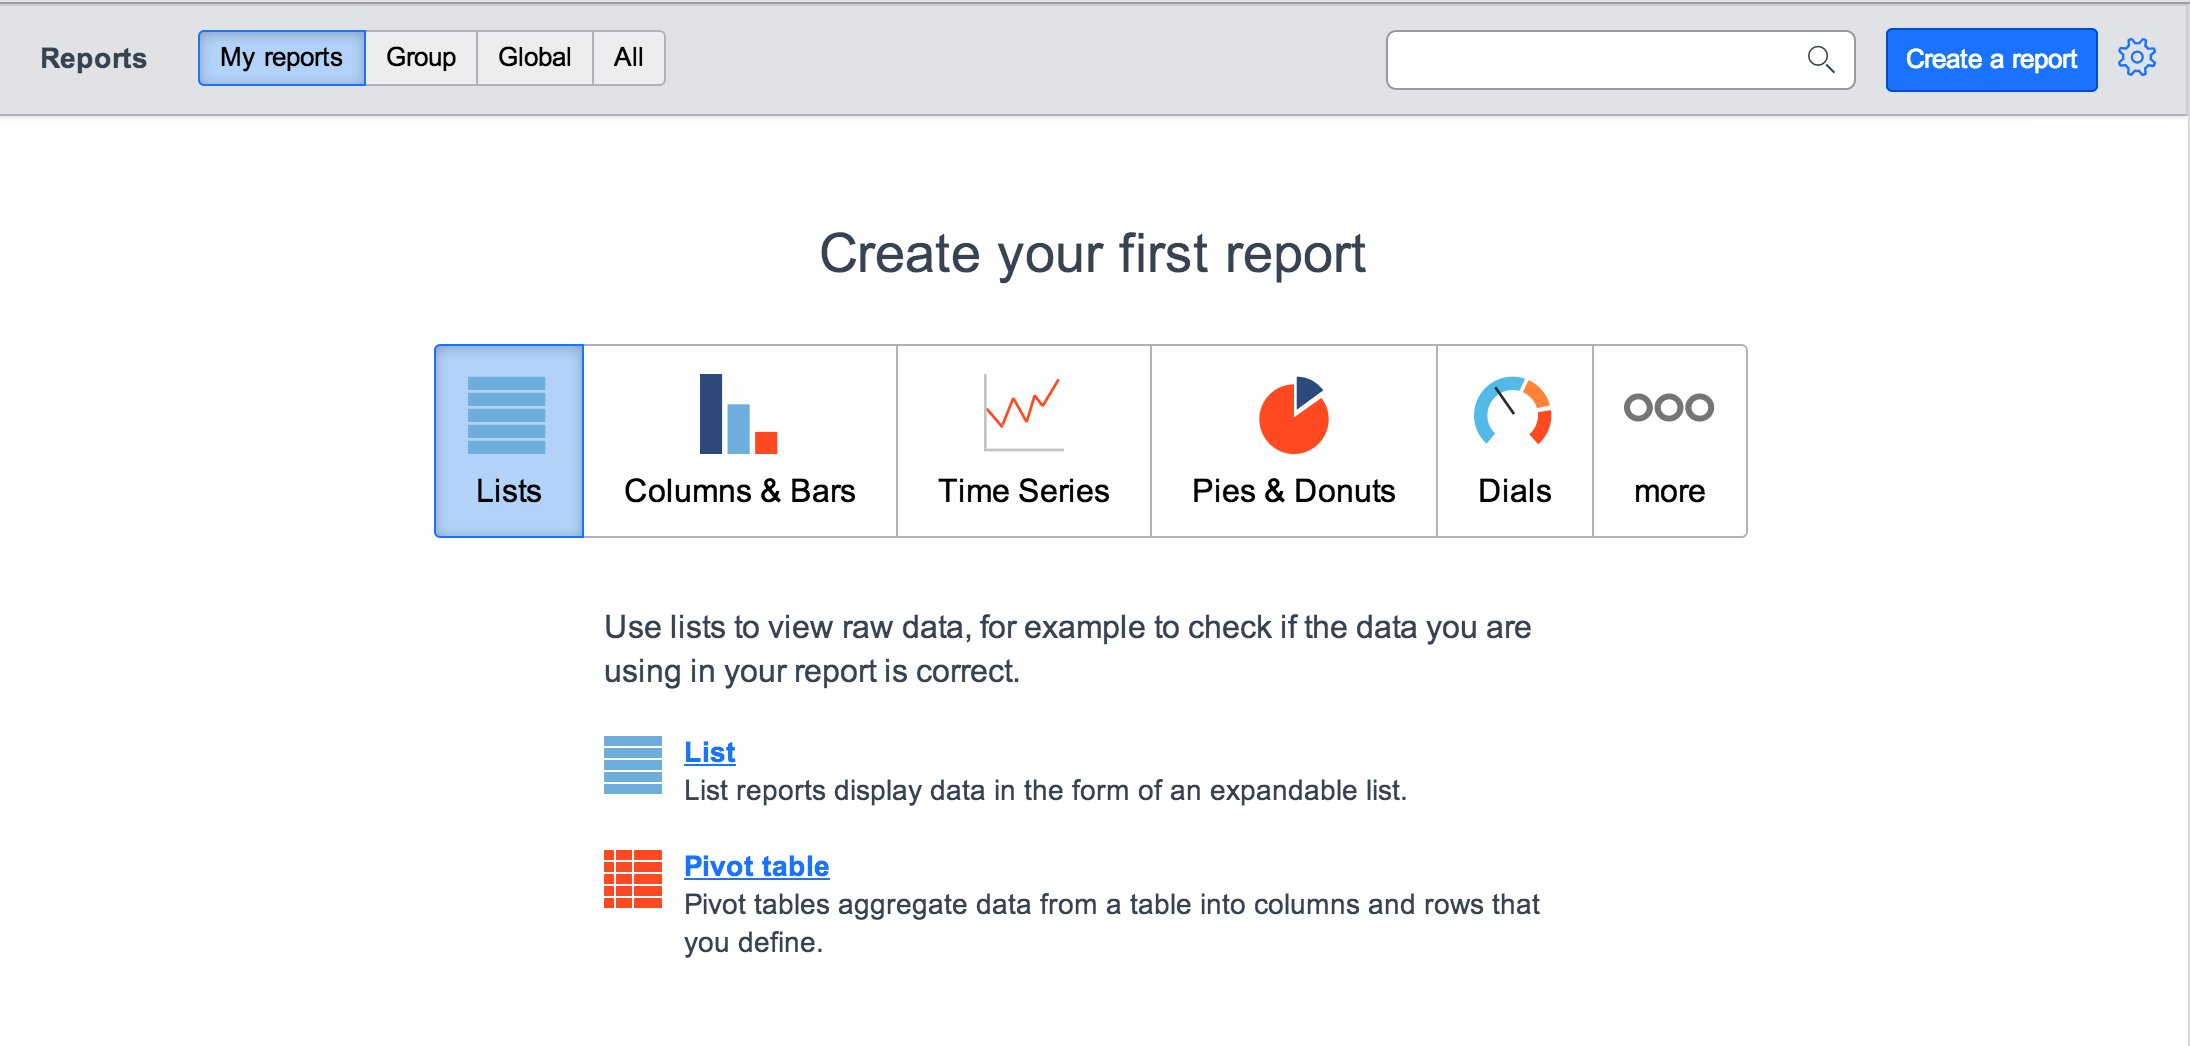 Reports
My reports
Group
Global
All
Create a report
Create your first report
Lists
Columns & Bars
Time Series
Pies & Donuts
Dials
more
Use lists to view raw data, for example to check if the data you are
using in your report is correct.
List
List reports display data in the form of an expandable list.
Pivot table
Pivot tables aggregate data from a table into columns and rows that
you define.